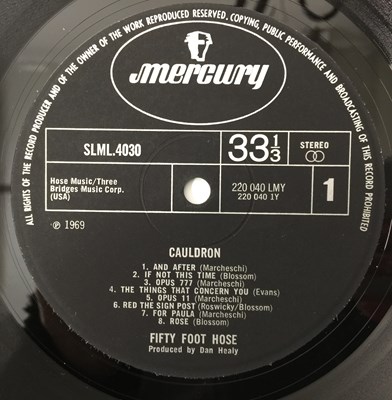 ALL RIGHTS OF THE RECORD PRODUCER AND OF THE OWNER OF THE WORK REPRODUCED RESERVED. COPYING, PUBLIC PERFORMANCE AND BROADCASTING OF THIS RECORD PROHIBITED
mercury
SLML.4030
33 1/3
STEREO
Hose Music/Three
Bridges Music Corp.
(USA)
220 040 LMY
220 040 1Y
1
℗ 1969
CAULDRON
1. AND AFTER (Marcheschi)
2. IF NOT THIS TIME (Blossom)
3. OPUS 777 (Marcheschi)
4. THE THINGS THAT CONCERN YOU (Evans)
5. OPUS 11 (Marcheschi)
6. RED THE SIGN POST (Roswicky/Blossom)
7. FOR PAULA (Marcheschi)
8. ROSE (Blossom)
FIFTY FOOT HOSE
Produced by Dan Healy